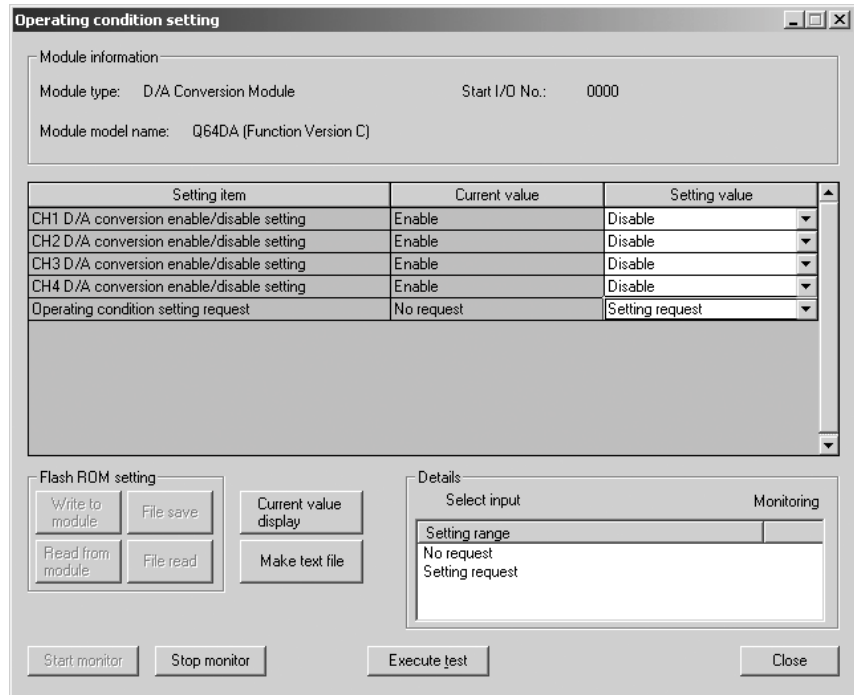 Operating condition setting
Module information
Module type: D/A Conversion Module Start I/O No.: 0000
Module model name: Q64DA (Function Version C)
Setting item Current value Setting value
CH1 D/A conversion enable/disable setting Enable Disable
CH2 D/A conversion enable/disable setting Enable Disable
CH3 D/A conversion enable/disable setting Enable Disable
CH4 D/A conversion enable/disable setting Enable Disable
Operating condition setting request No request Setting request
Flash ROM setting
Write to module
File save
Read from module
File read
Current value display
Make text file
Details
Select input Monitoring
Setting range
No request
Setting request
Start monitor Stop monitor Execute test Close